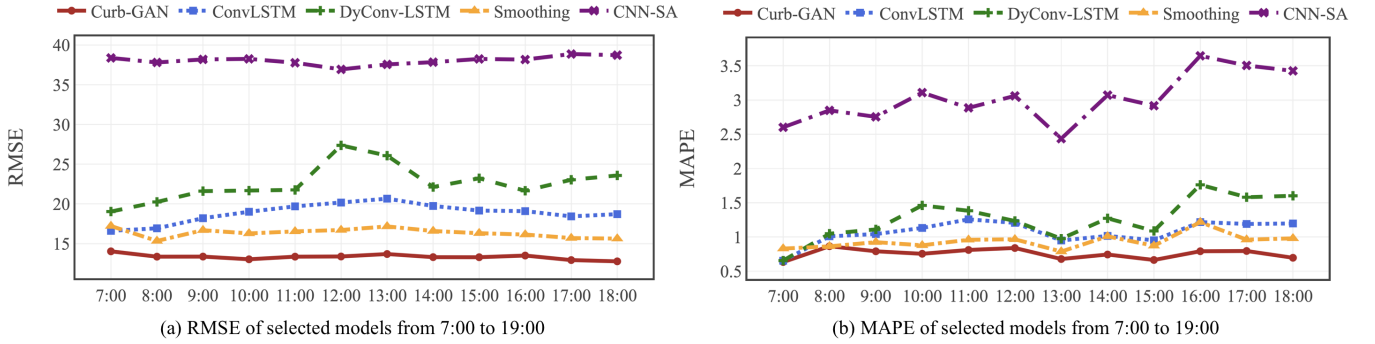 Curb-GAN ConvLSTM DyConv-LSTM Smoothing CNN-SA
40
35
30
25
20
15
RMSE
7:00 8:00 9:00 10:00 11:00 12:00 13:00 14:00 15:00 16:00 17:00 18:00
(a) RMSE of selected models from 7:00 to 19:00
Curb-GAN ConvLSTM DyConv-LSTM Smoothing CNN-SA
3.5
3
2.5
2
1.5
1
0.5
MAPE
7:00 8:00 9:00 10:00 11:00 12:00 13:00 14:00 15:00 16:00 17:00 18:00
(b) MAPE of selected models from 7:00 to 19:00